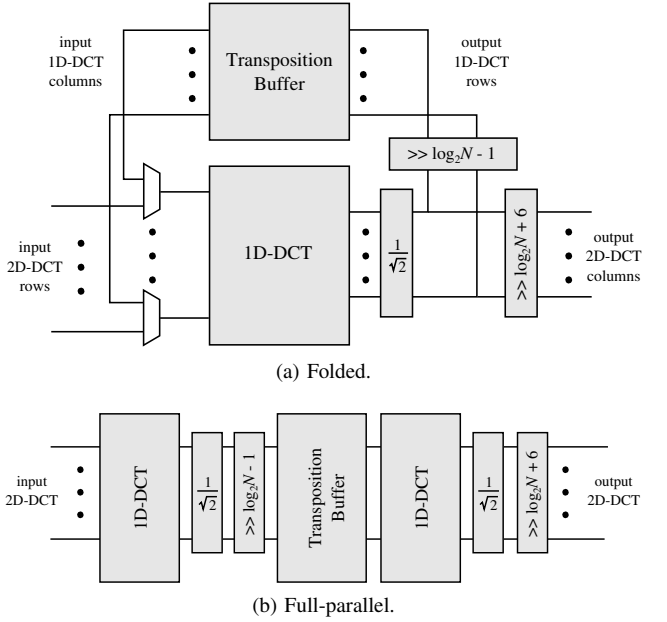 input
1D-DCT
columns
Transposition
Buffer
output
1D-DCT
rows
>> log₂N - 1
input
2D-DCT
rows
1D-DCT
1/√2
>> log₂N + 6
output
2D-DCT
columns
(a) Folded.
input
2D-DCT
1D-DCT
1/√2
>> log₂N - 1
Transposition
Buffer
1D-DCT
1/√2
>> log₂N + 6
output
2D-DCT
(b) Full-parallel.